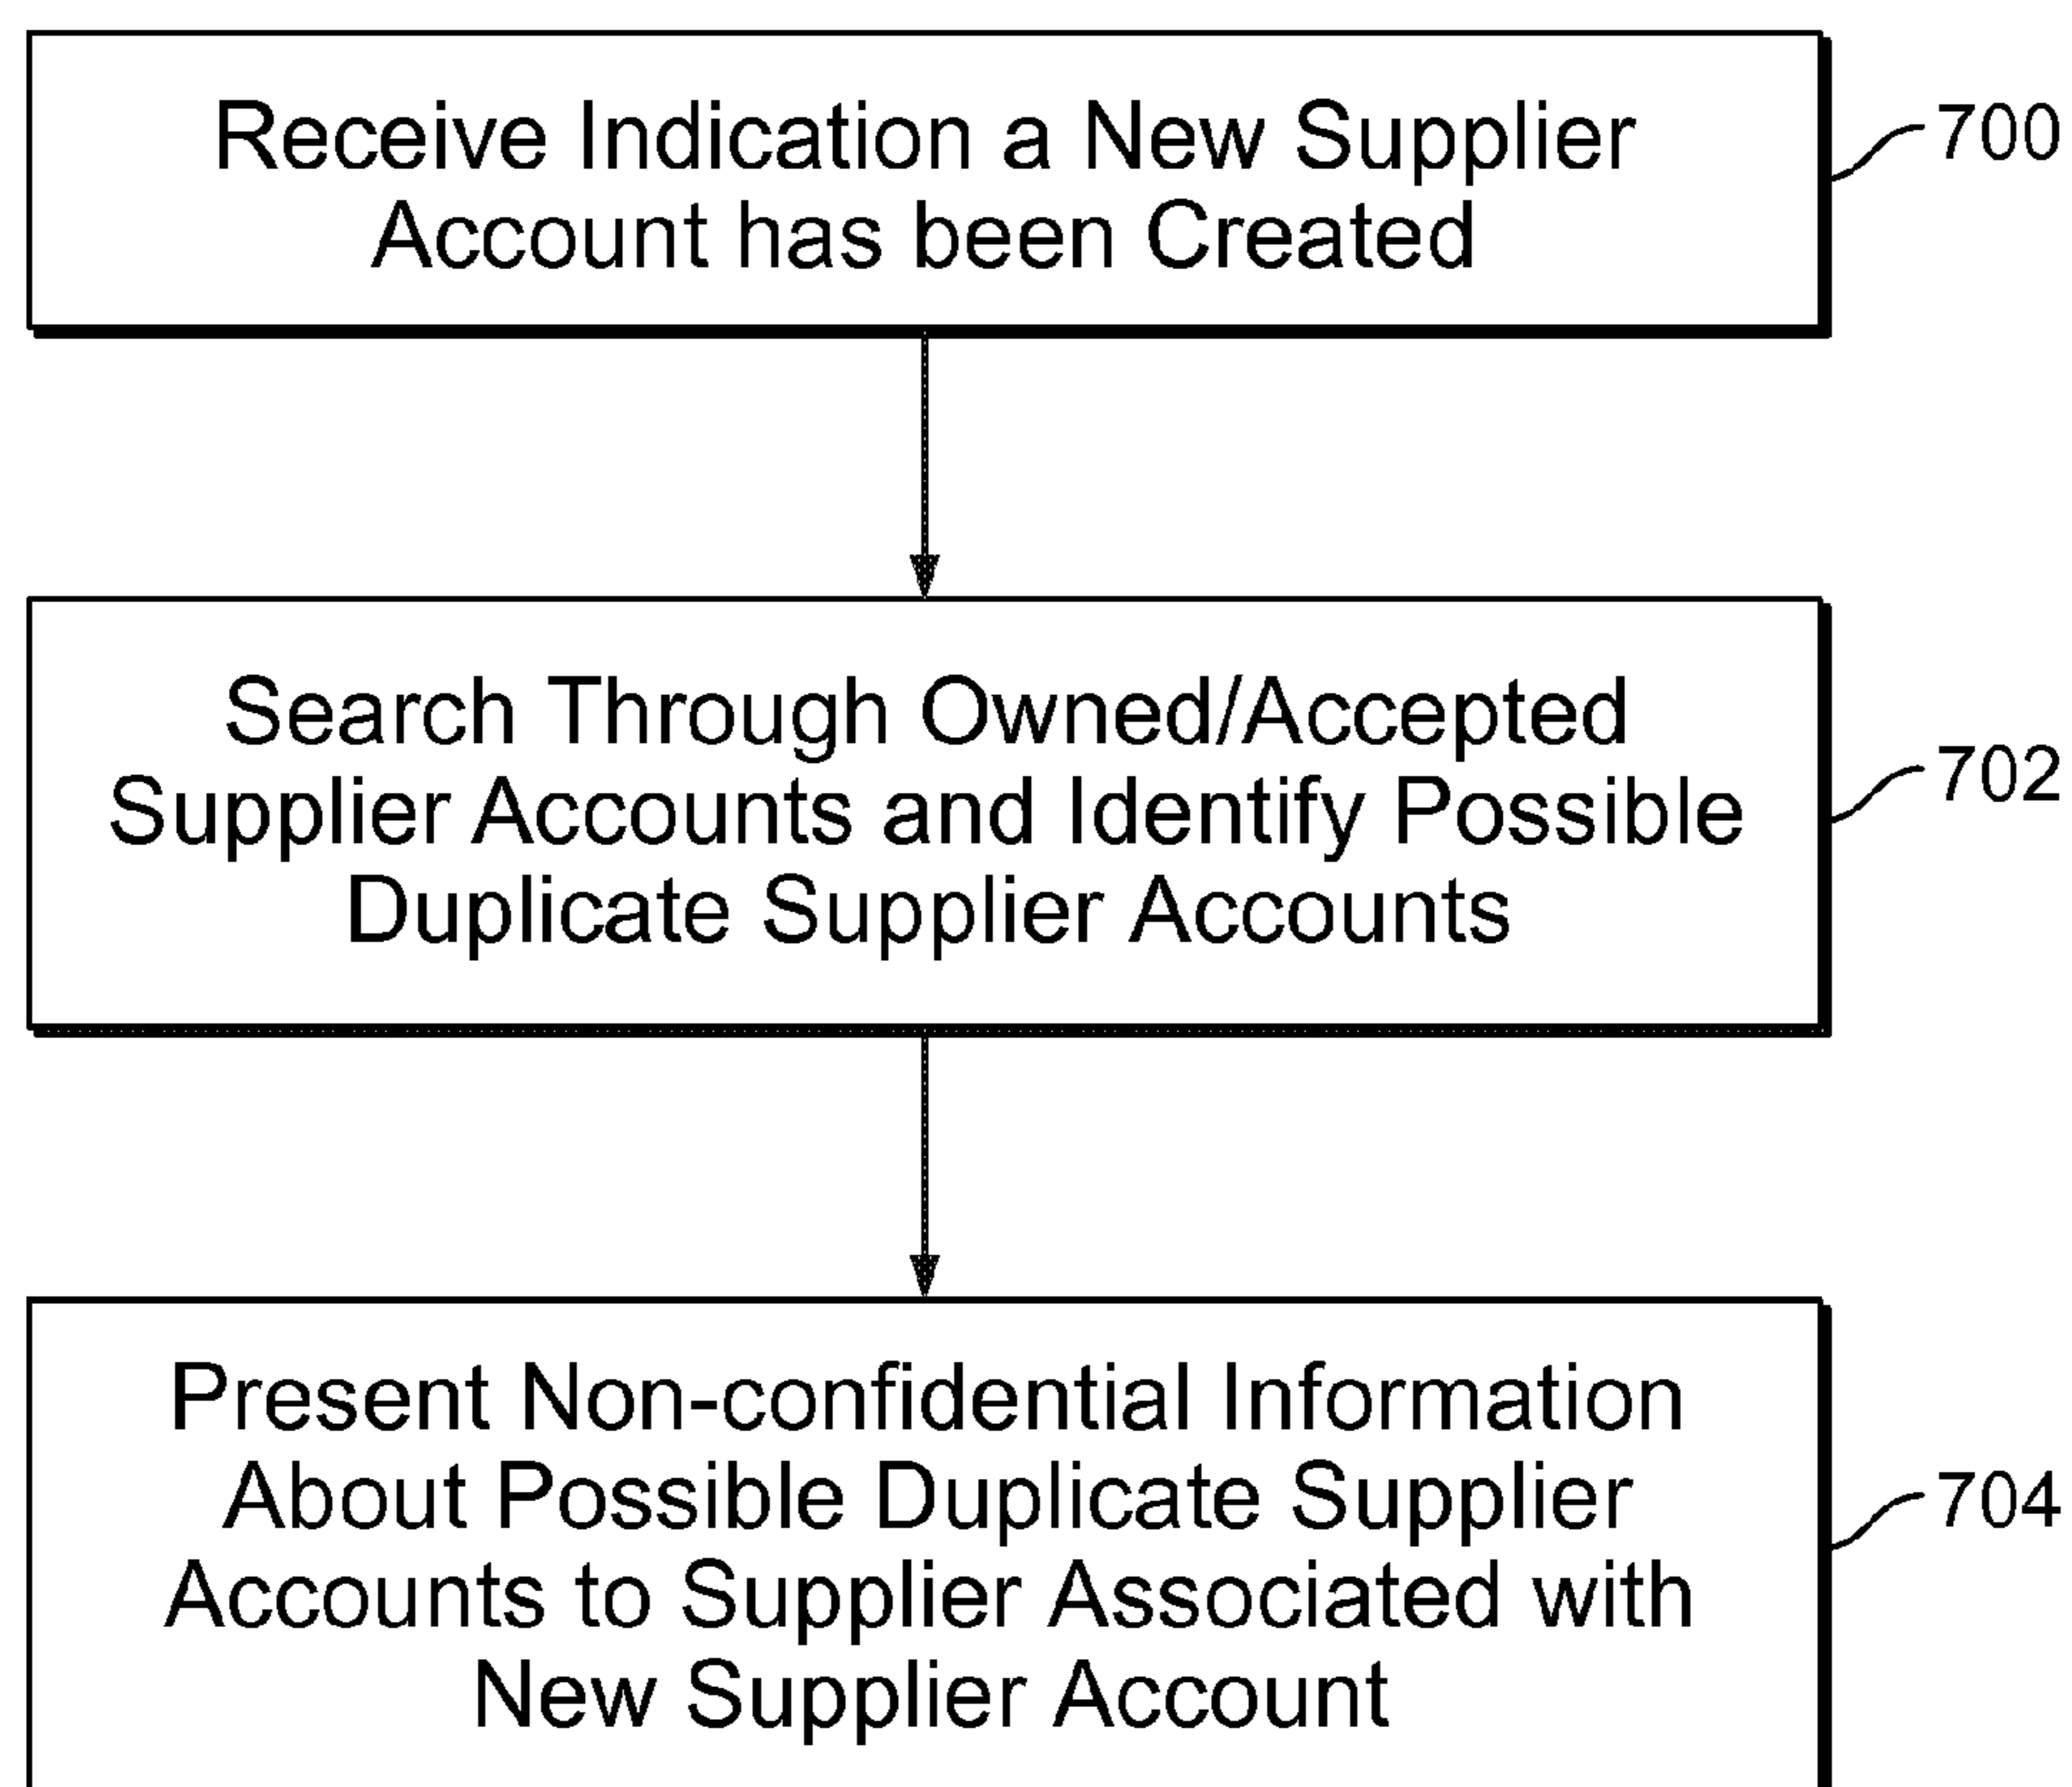 Receive Indication a New Supplier
Account has been Created
700
Search Through Owned/Accepted
Supplier Accounts and Identify Possible
Duplicate Supplier Accounts
702
Present Non-confidential Information
About Possible Duplicate Supplier
Accounts to Supplier Associated with
New Supplier Account
704